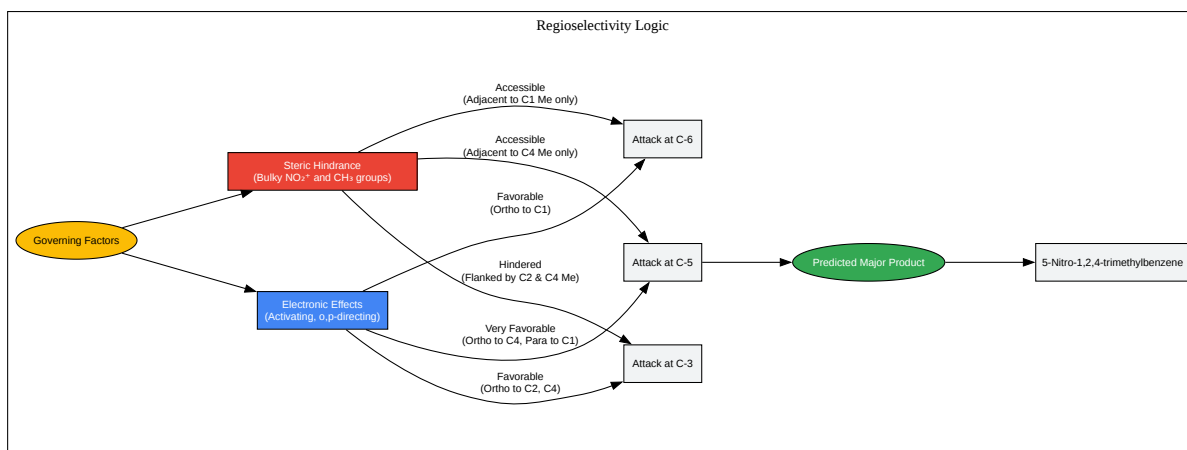 Regioselectivity Logic
Accessible
(Adjacent to C1 Me only)
Attack at C-6
Accessible
(Adjacent to C4 Me only)
Steric Hindrance
(Bulky NO₂⁺ and CH₃ groups)
Favorable
(Ortho to C1)
Governing Factors
Hindered
(Flanked by C2 & C4 Me)
Attack at C-5
Predicted Major Product
5-Nitro-1,2,4-trimethylbenzene
Electronic Effects
(Activating, o,p-directing)
Very Favorable
(Ortho to C4, Para to C1)
Attack at C-3
Favorable
(Ortho to C2, C4)